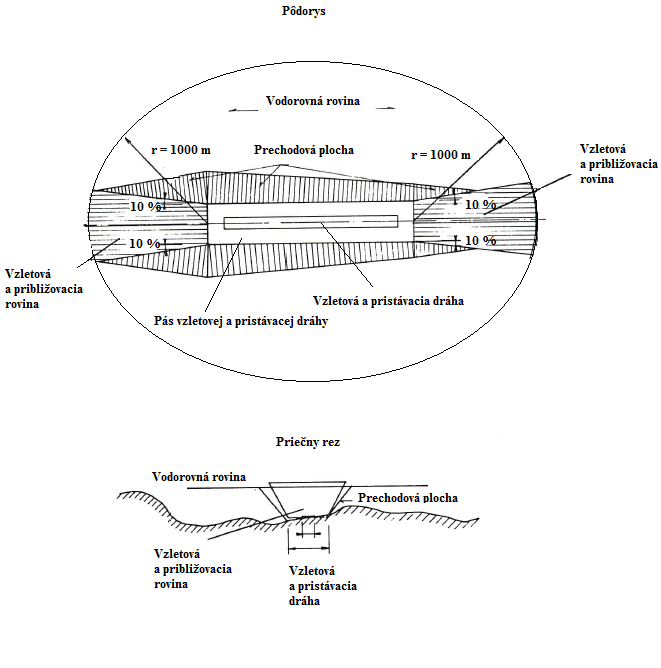 Pôdorys
Vodorovná rovina
r = 1000 m
Prechodová plocha
r = 1000 m
Vzletová
a približovacia
rovina
10 %
10 %
10 %
10 %
Vzletová
a približovacia
rovina
Vzletová a pristávacia dráha
Pás vzletovej a pristávacej dráhy
Priečny rez
Vodorovná rovina
Prechodová plocha
Vzletová
a približovacia
rovina
Vzletová
a pristávacia
dráha